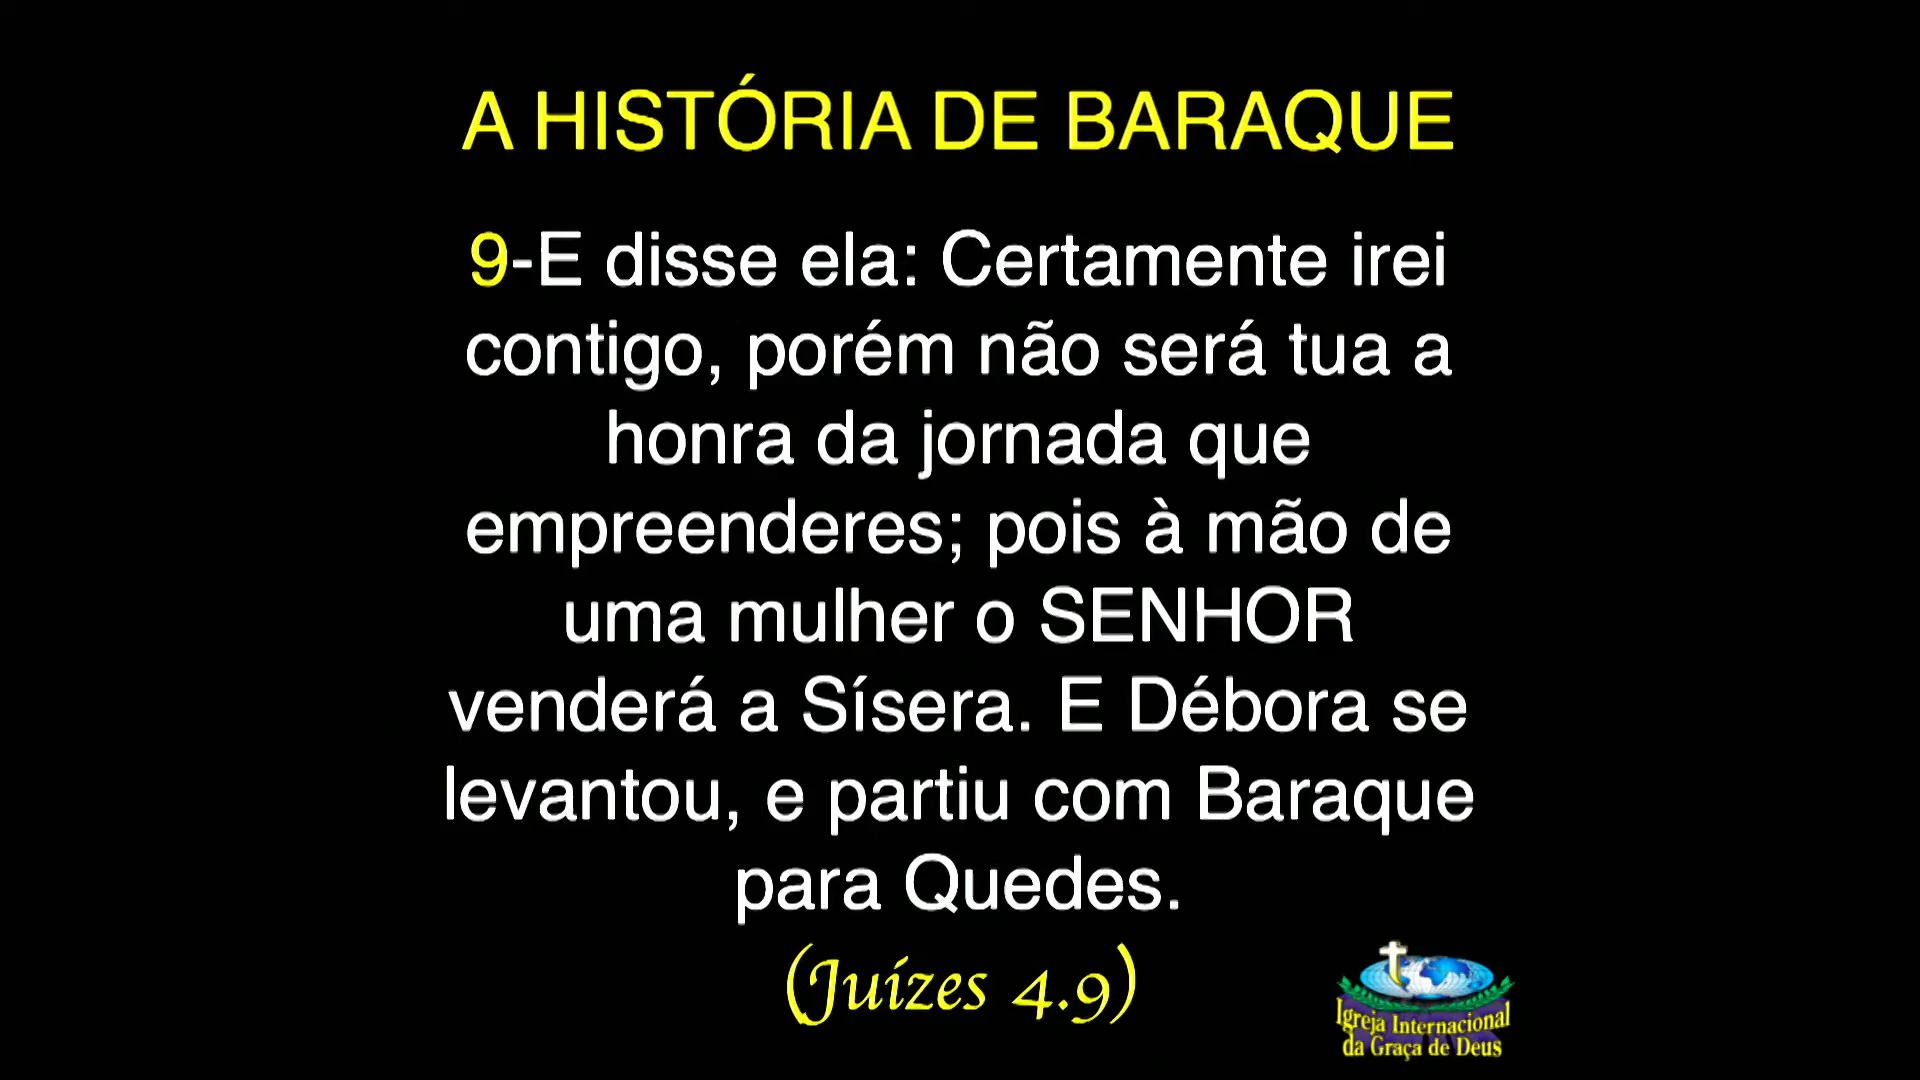 A HISTÓRIA DE BARAQUE
9-E disse ela: Certamente irei
contigo, porém não será tua a
honra da jornada que
empreenderes; pois à mão de
uma mulher o SENHOR
venderá a Sísera. E Débora se
levantou, e partiu com Baraque
para Quedes.
(Juízes 4.9)
Igreja Internacional
da Graça de Deus